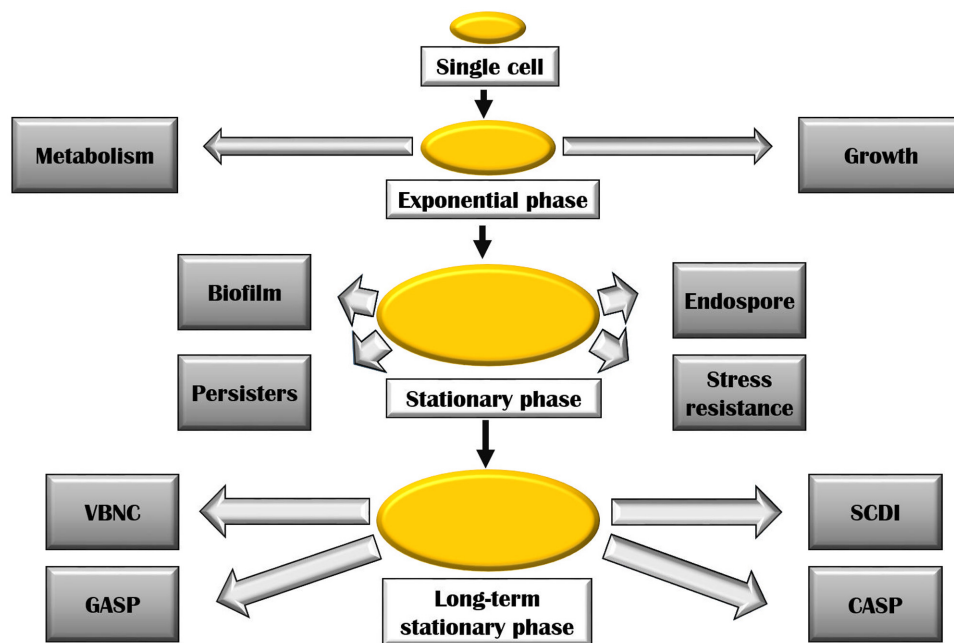 Single cell
Metabolism
Growth
Exponential phase
Biofilm
Endospore
Persisters
Stationary phase
Stress
resistance
VBNC
SCDI
GASP
Long-term
stationary phase
CASP